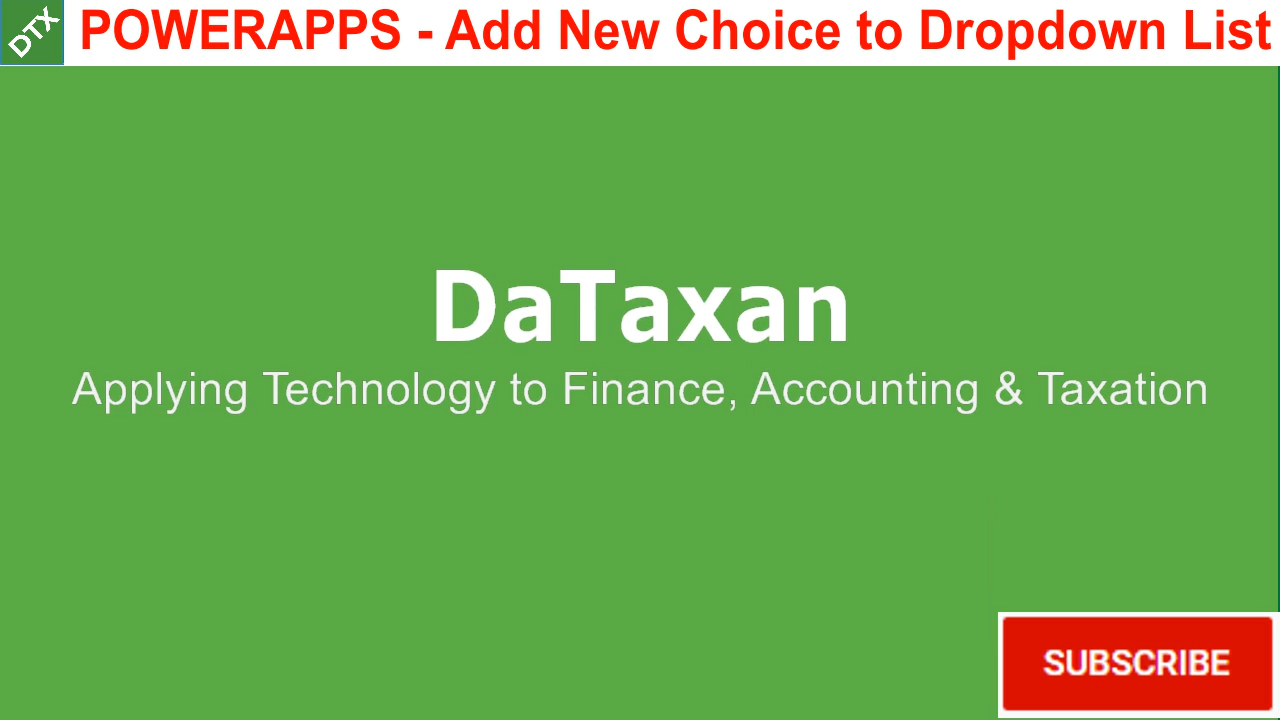 DTX
POWERAPPS - Add New Choice to Dropdown List
DaTaxan
Applying Technology to Finance, Accounting & Taxation
SUBSCRIBE